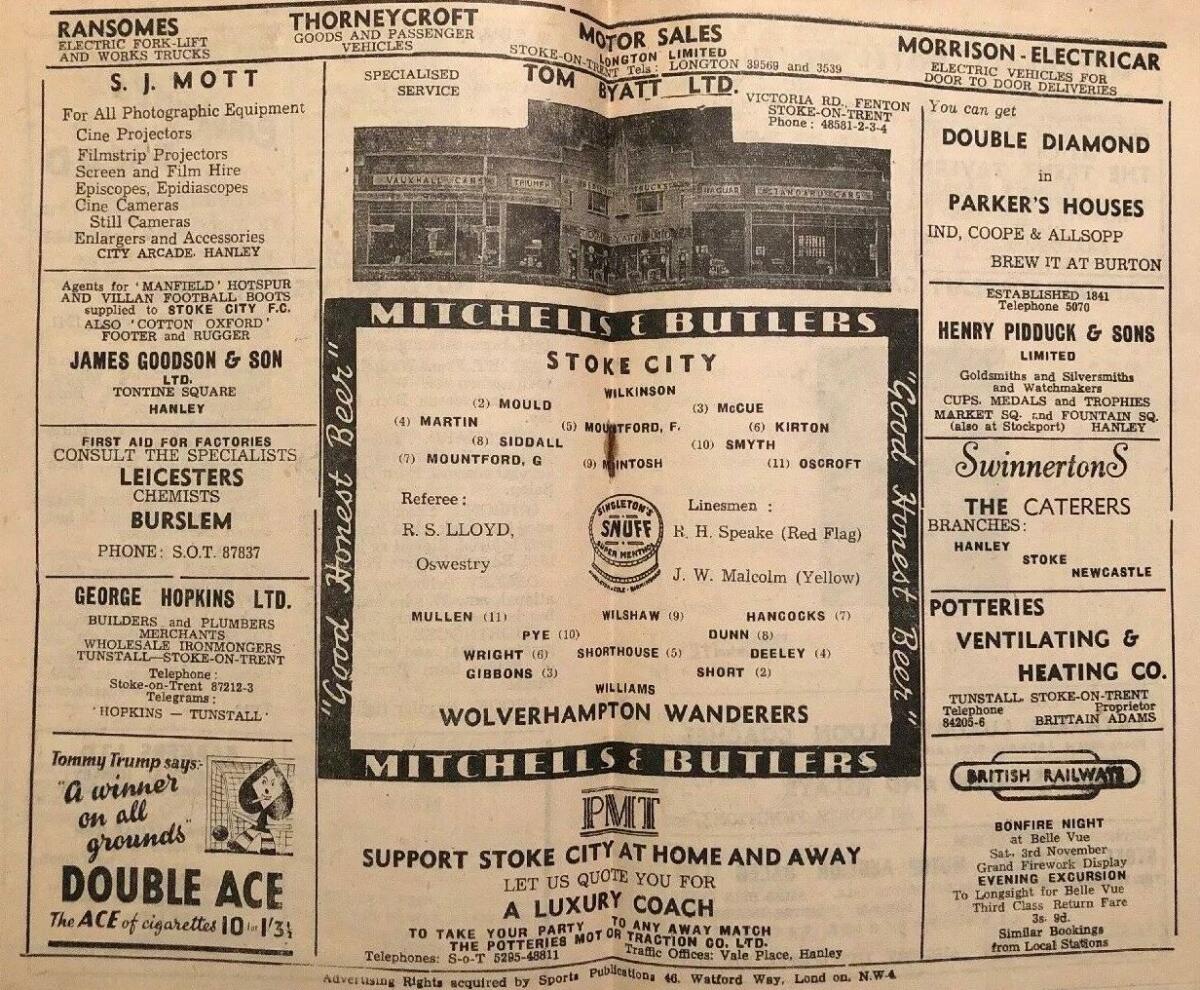 RANSOMES
ELECTRIC FORK-LIFT
AND WORKS TRUCKS
THORNEYCROFT
GOODS AND PASSENGER
VEHICLES
MOTOR SALES
LONGTON LIMITED
STOKE-ON-TRENT Tels: LONGTON 39569 and 3539
MORRISON-ELECTRICAR
ELECTRIC VEHICLES FOR
DOOR TO DOOR DELIVERIES
S. J. MOTT
For All Photographic Equipment
Cine Projectors
Filmstrip Projectors
Screen and Film Hire
Episcopes, Epidiascopes
Cine Cameras
Still Cameras
Enlargers and Accessories
CITY ARCADE, HANLEY
Agents for 'MANFIELD' HOTSPUR
AND VILLAN FOOTBALL BOOTS
supplied to STOKE CITY F.C.
ALSO 'COTTON OXFORD'
FOOTER and RUGGER
JAMES GOODSON & SON
LTD.
TONTINE SQUARE
HANLEY
FIRST AID FOR FACTORIES
CONSULT THE SPECIALISTS
LEICESTERS
CHEMISTS
BURSLEM
PHONE: S.O.T. 87837
GEORGE HOPKINS LTD.
BUILDERS and PLUMBERS
MERCHANTS
WHOLESALE IRONMONGERS
TUNSTALL—STOKE-ON-TRENT
Telephone:
Stoke-on-Trent 87212-3
Telegrams:
'HOPKINS — TUNSTALL'
Tommy Trump says:-
"A winner
on all
grounds"
DOUBLE ACE
The ACE of cigarettes 10 for 1'3½
SPECIALISED
SERVICE
TOM BYATT LTD.
VICTORIA RD., FENTON
STOKE-ON-TRENT
Phone: 48581-2-3-4
VAUXHALL CARS
TRIUMPH
TRUCKS
JAGUAR
STANDARD CARS
MITCHELLS & BUTLERS
"Good Honest Beer"
STOKE CITY
WILKINSON
(2) MOULD (3) McCUE
(4) MARTIN (5) MOUNTFORD, F. (6) KIRTON
(8) SIDDALL (10) SMYTH
(7) MOUNTFORD, G (9) McINTOSH (11) OSCROFT
Referee:
R. S. LLOYD,
Oswestry
SINGLETON'S
SNUFF
SUPER MENTHOL
Linesmen:
R. H. Speake (Red Flag)
J. W. Malcolm (Yellow)
MULLEN (11) WILSHAW (9) HANCOCKS (7)
PYE (10) DUNN (8)
WRIGHT (6) SHORTHOUSE (5) DEELEY (4)
GIBBONS (3) SHORT (2)
WILLIAMS
WOLVERHAMPTON WANDERERS
"Good Honest Beer"
MITCHELLS & BUTLERS
PMT
SUPPORT STOKE CITY AT HOME AND AWAY
LET US QUOTE YOU FOR
A LUXURY COACH
TO TAKE YOUR PARTY TO ANY AWAY MATCH
THE POTTERIES MOTOR TRACTION CO. LTD.
Telephones: S-o-T 5295-48811 Traffic Offices: Vale Place, Hanley
You can get
DOUBLE DIAMOND
in
PARKER'S HOUSES
IND, COOPE & ALLSOPP
BREW IT AT BURTON
ESTABLISHED 1841
Telephone 5070
HENRY PIDDUCK & SONS
LIMITED
Goldsmiths and Silversmiths
and Watchmakers
CUPS, MEDALS and TROPHIES
MARKET SQ. and FOUNTAIN SQ.
(also at Stockport) HANLEY
SwinnertonS
THE CATERERS
BRANCHES:
HANLEY
STOKE
NEWCASTLE
POTTERIES
VENTILATING &
HEATING CO.
TUNSTALL, STOKE-ON-TRENT
Telephone Proprietor
84205-6 BRITTAIN ADAMS
BRITISH RAILWAYS
BONFIRE NIGHT
at Belle Vue
Sat., 3rd November
Grand Firework Display
EVENING EXCURSION
To Longsight for Belle Vue
Third Class Return Fare
3s. 9d.
Similar Bookings
from Local Stations
Advertising Rights acquired by Sports Publications 46, Watford Way, London, N.W.4.